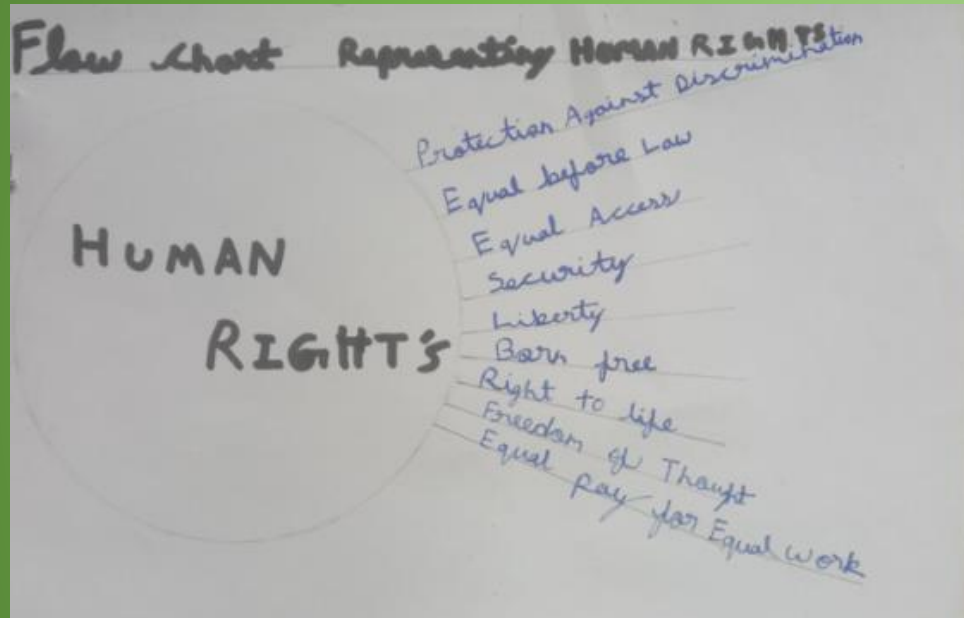 Flow Chart Representing HUMAN RIGHTS
Protection Against Discrimination
Equal before Law
Equal Access
Security
Liberty
Born free
Right to life
Freedom of Thought
Equal Pay for Equal Work
HUMAN
RIGHT'S